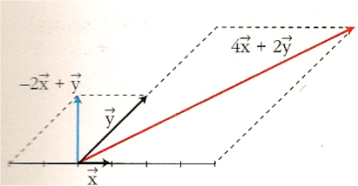 4x⃗ + 2y⃗
−2x⃗ + y⃗
y⃗
x⃗